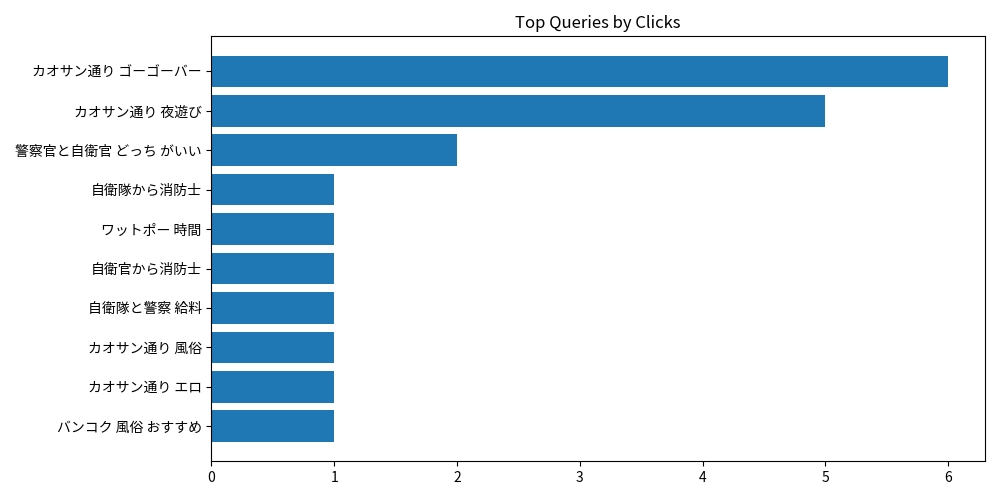 Top Queries by Clicks
カオサン通り ゴーゴーバー
カオサン通り 夜遊び
警察官と自衛官 どっち がいい
自衛隊から消防士
ワットポー 時間
自衛官から消防士
自衛隊と警察 給料
カオサン通り 風俗
カオサン通り エロ
バンコク 風俗 おすすめ
0 1 2 3 4 5 6